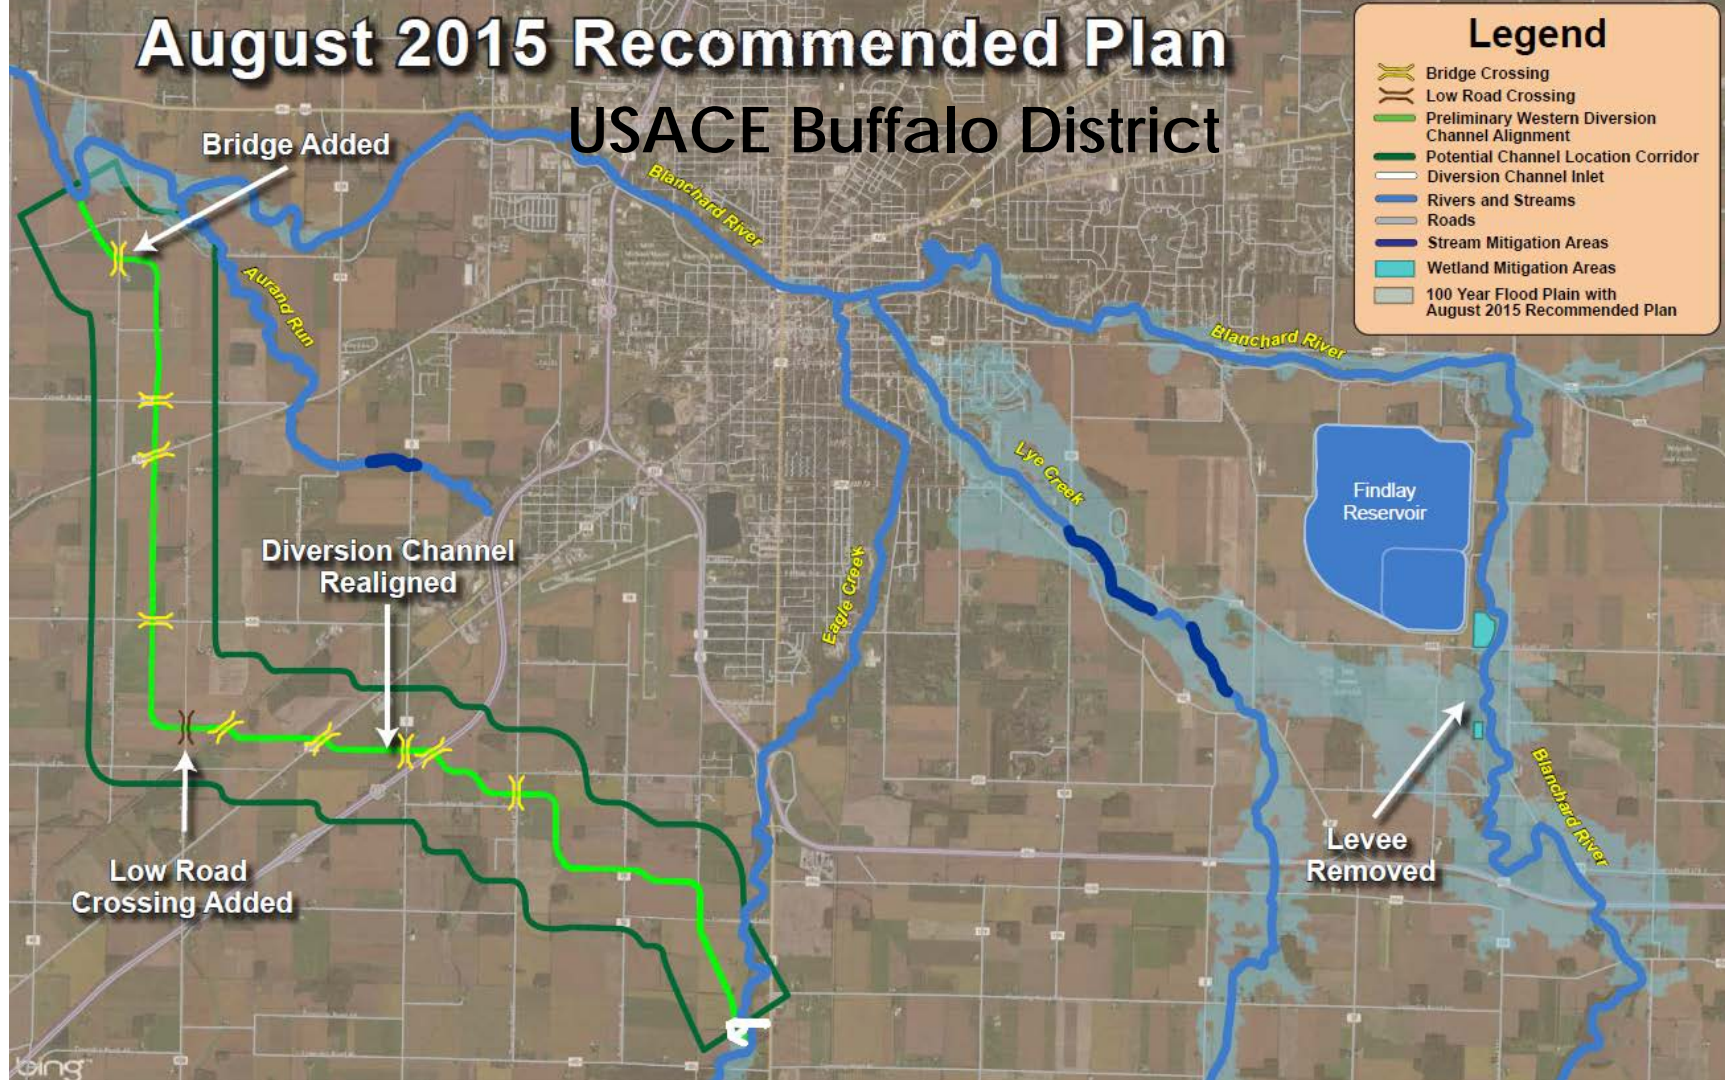 August 2015 Recommended Plan
USACE Buffalo District
Legend
Bridge Crossing
Low Road Crossing
Preliminary Western Diversion
Channel Alignment
Potential Channel Location Corridor
Diversion Channel Inlet
Rivers and Streams
Roads
Stream Mitigation Areas
Wetland Mitigation Areas
100 Year Flood Plain with
August 2015 Recommended Plan
Bridge Added
Blanchard River
Aurand Run
Blanchard River
Lye Creek
Findlay
Reservoir
Diversion Channel
Realigned
Eagle Creek
Blanchard River
Levee
Removed
Low Road
Crossing Added
bing